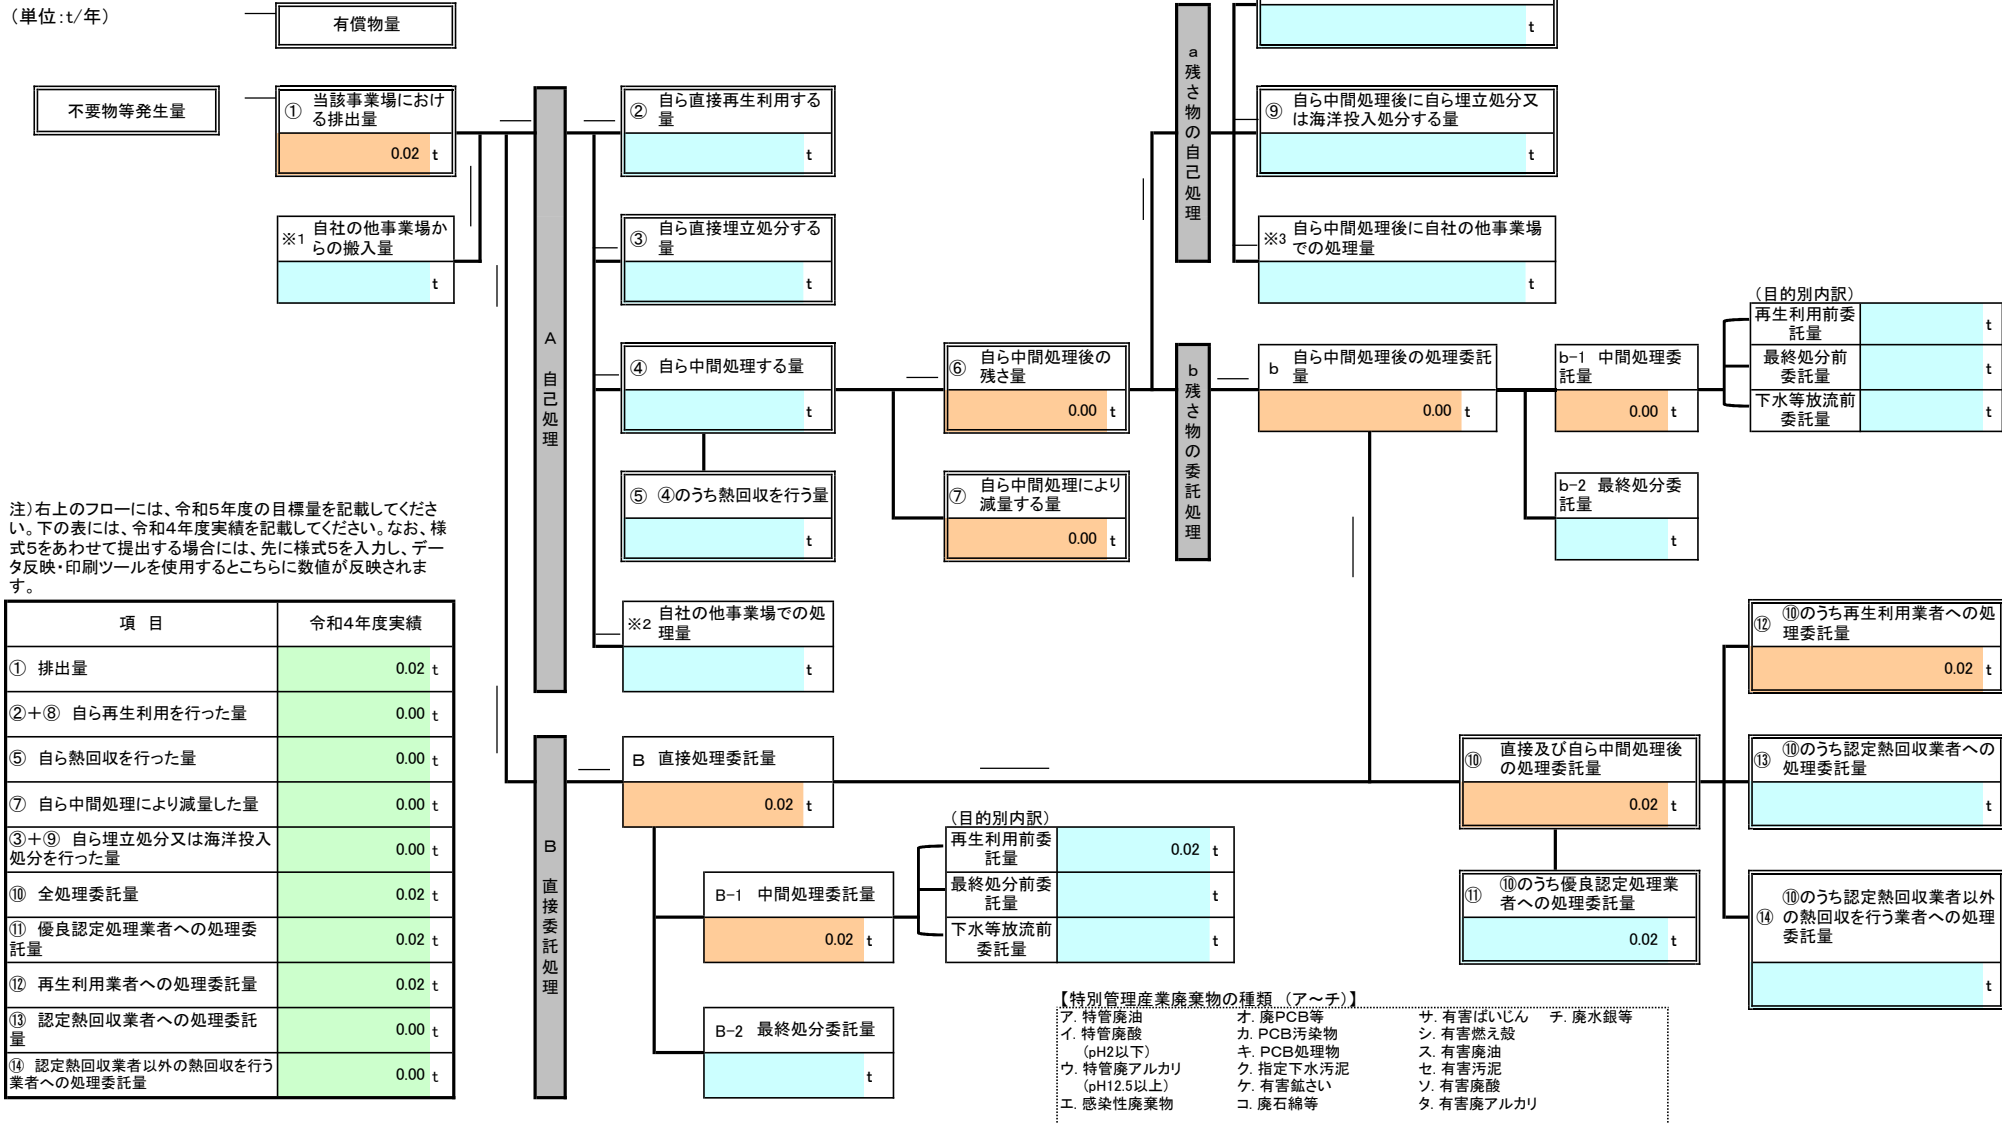 （単位：t/年）
有償物量
不要物等発生量
① 当該事業場におけ
る排出量
0.02 t
※1 自社の他事業場か
らの搬入量
t
A 自己処理
② 自ら直接再生利用する
量
t
③ 自ら直接埋立処分する
量
t
④ 自ら中間処理する量
t
⑤ ④のうち熱回収を行う量
t
※2 自社の他事業場での処
理量
t
⑥ 自ら中間処理後の
残さ量
0.00 t
⑦ 自ら中間処理により
減量する量
0.00 t
a 残さ物の自己処理
t
⑨ 自ら中間処理後に自ら埋立処分又
は海洋投入処分する量
t
※3 自ら中間処理後に自社の他事業場
での処理量
t
b 残さ物の委託処理
b 自ら中間処理後の処理委託
量
0.00 t
b-1 中間処理委
託量
0.00 t
b-2 最終処分委
託量
t
（目的別内訳）
再生利用前委
託量
t
最終処分前
委託量
t
下水等放流前
委託量
t
注）右上のフローには、令和5年度の目標量を記載してくださ
い。下の表には、令和4年度実績を記載してください。なお、様
式5をあわせて提出する場合には、先に様式5を入力し、デー
タ反映・印刷ツールを使用するとこちらに数値が反映されま
す。
項 目 令和4年度実績
① 排出量 0.02 t
②＋⑧ 自ら再生利用を行った量 0.00 t
⑤ 自ら熱回収を行った量 0.00 t
⑦ 自ら中間処理により減量した量 0.00 t
③＋⑨ 自ら埋立処分又は海洋投入
処分を行った量 0.00 t
⑩ 全処理委託量 0.02 t
⑪ 優良認定処理業者への処理委
託量 0.02 t
⑫ 再生利用業者への処理委託量 0.02 t
⑬ 認定熱回収業者への処理委託
量 0.00 t
⑭ 認定熱回収業者以外の熱回収を行う
業者への処理委託量 0.00 t
B 直接委託処理
B 直接処理委託量
0.02 t
B-1 中間処理委託量
0.02 t
B-2 最終処分委託量
t
（目的別内訳）
再生利用前委
託量
0.02 t
最終処分前委
託量
t
下水等放流前
委託量
t
⑩ 直接及び自ら中間処理後
の処理委託量
0.02 t
⑪ ⑩のうち優良認定処理業
者への処理委託量
0.02 t
⑫ ⑩のうち再生利用業者への処
理委託量
0.02 t
⑬ ⑩のうち認定熱回収業者への
処理委託量
t
⑭ ⑩のうち認定熱回収業者以外
の熱回収を行う業者への処理
委託量
t
【特別管理産業廃棄物の種類 （ア～チ）】
ア. 特管廃油 オ. 廃PCB等 サ. 有害ばいじん チ. 廃水銀等
イ. 特管廃酸 カ. PCB汚染物 シ. 有害燃え殻
（pH2以下） キ. PCB処理物 ス. 有害廃油
ウ. 特管廃アルカリ ク. 指定下水汚泥 セ. 有害汚泥
（pH12.5以上） ケ. 有害鉱さい ソ. 有害廃酸
エ. 感染性廃棄物 コ. 廃石綿等 タ. 有害廃アルカリ